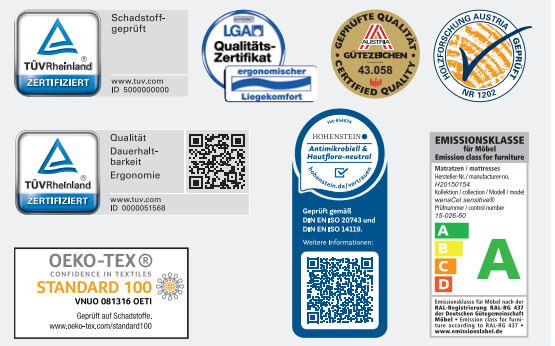 Schadstoff-
geprüft
TÜVRheinland
ZERTIFIZIERT
www.tuv.com
ID 5000000000
LGA
Qualitäts-
Zertifikat
ergonomischer
Liegekomfort
GEPRÜFTE QUALITÄT
AUSTRIA
GÜTEZEICHEN
43.058
CERTIFIED QUALITY
HOLZFORSCHUNG AUSTRIA
GEPRÜFT
NR 1202
Qualität
Dauerhalt-
barkeit
Ergonomie
TÜVRheinland
ZERTIFIZIERT
www.tuv.com
ID 0000051568
HOHENSTEIN
Antimikrobiell &
Hautflora-neutral
hohenstein.de/vertrauen
Geprüft gemäß
DIN EN ISO 20743 und
DIN EN ISO 14119.
Weitere Informationen:
EMISSIONSKLASSE
für Möbel
Emission class for furniture
Matratzen / mattresses
Hersteller-Nr. / manufacturer-no.
H20150154
Kollektion / collection / Modell / model
wenaCel sensitive®
Prüfnummer / control number
15-026-60
A
B
C
D
A
Emissionsklasse für Möbel nach der
RAL-Registrierung RAL-RG 437
der Deutschen Gütegemeinschaft
Möbel • Emission class for furni-
ture according to RAL-RG 437 •
www.emissionslabel.de
OEKO-TEX®
CONFIDENCE IN TEXTILES
STANDARD 100
VNUO 081316 OETI
Geprüft auf Schadstoffe.
www.oeko-tex.com/standard100